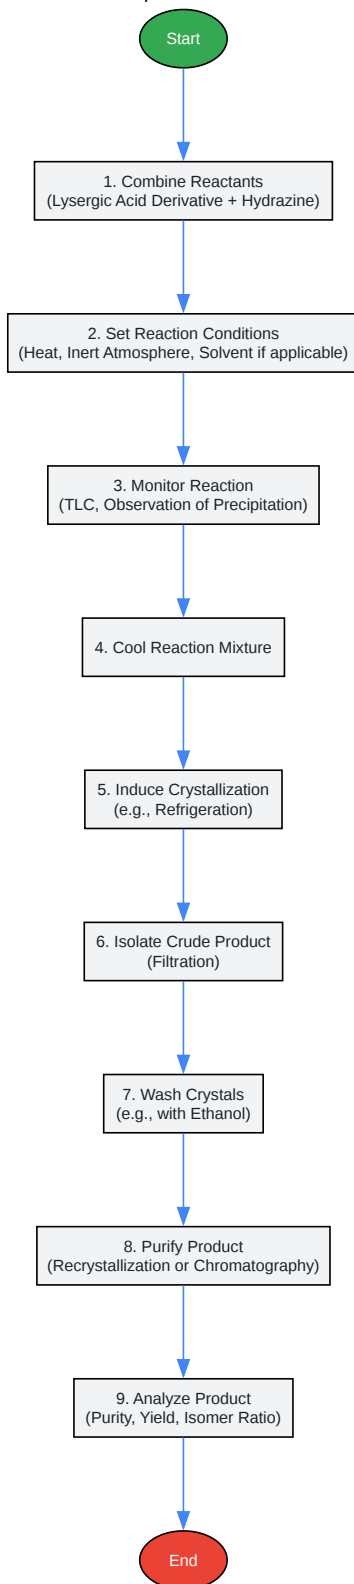 Start
1. Combine Reactants
(Lysergic Acid Derivative + Hydrazine)
2. Set Reaction Conditions
(Heat, Inert Atmosphere, Solvent if applicable)
3. Monitor Reaction
(TLC, Observation of Precipitation)
4. Cool Reaction Mixture
5. Induce Crystallization
(e.g., Refrigeration)
6. Isolate Crude Product
(Filtration)
7. Wash Crystals
(e.g., with Ethanol)
8. Purify Product
(Recrystallization or Chromatography)
9. Analyze Product
(Purity, Yield, Isomer Ratio)
End